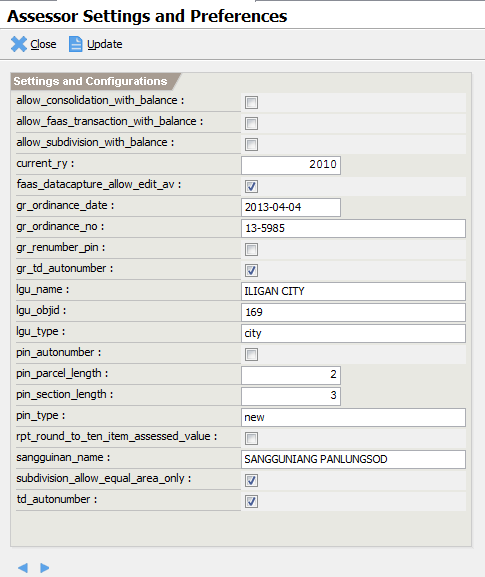 Assessor Settings and Preferences
Close Update
Settings and Configurations
allow_consolidation_with_balance :
allow_faas_transaction_with_balance :
allow_subdivision_with_balance :
current_ry : 2010
faas_datacapture_allow_edit_av :
gr_ordinance_date : 2013-04-04
gr_ordinance_no : 13-5985
gr_renumber_pin :
gr_td_autonumber :
lgu_name : ILIGAN CITY
lgu_objid : 169
lgu_type : city
pin_autonumber :
pin_parcel_length : 2
pin_section_length : 3
pin_type : new
rpt_round_to_ten_item_assessed_value :
sangguinan_name : SANGGUNIANG PANLUNGSOD
subdivision_allow_equal_area_only :
td_autonumber :